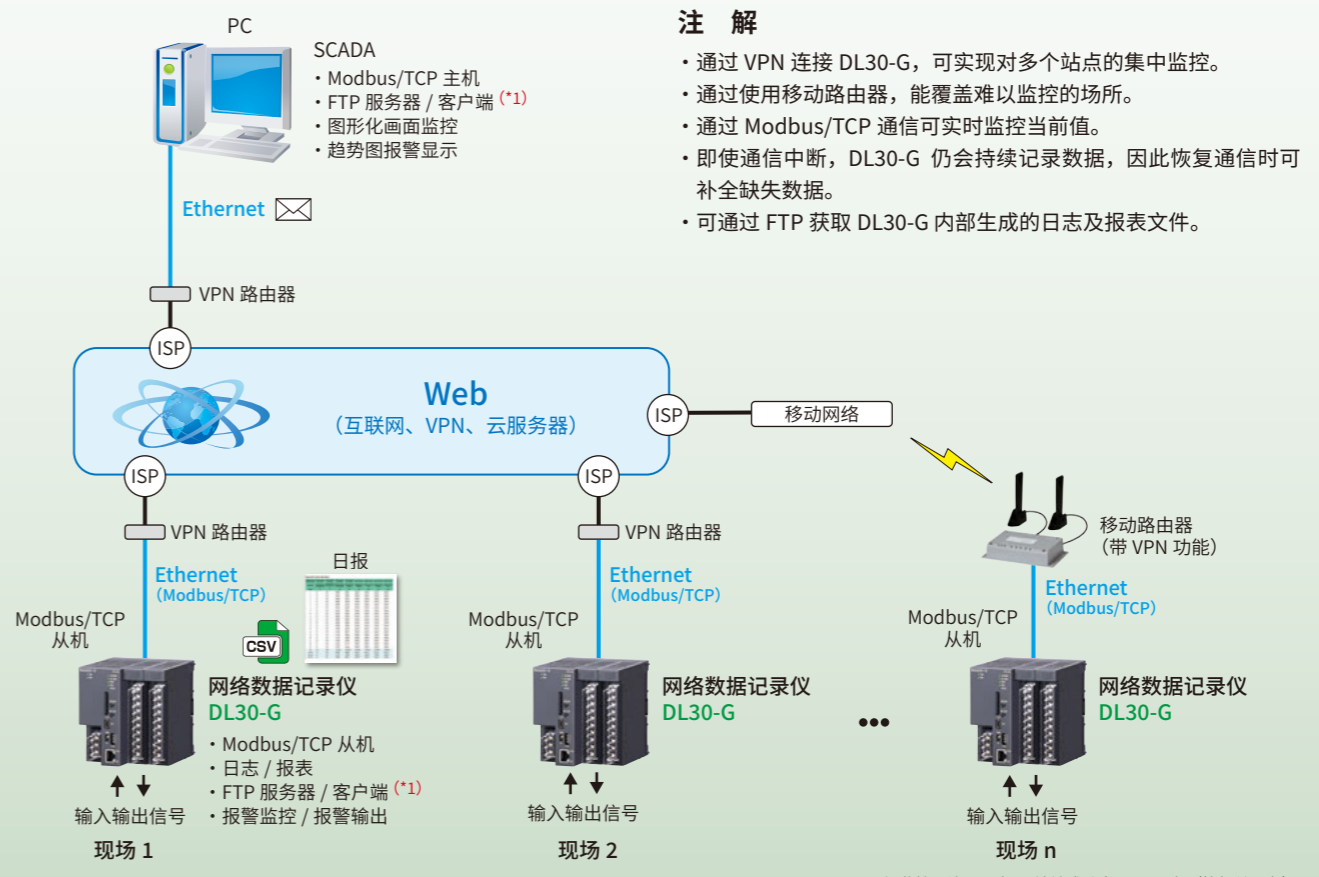 PC
SCADA
・Modbus/TCP 主机
・FTP 服务器 / 客户端 (*1)
・图形化画面监控
・趋势图报警显示
注 解
・通过 VPN 连接 DL30-G，可实现对多个站点的集中监控。
・通过使用移动路由器，能覆盖难以监控的场所。
・通过 Modbus/TCP 通信可实时监控当前值。
・即使通信中断，DL30-G 仍会持续记录数据，因此恢复通信时可
补全缺失数据。
・可通过 FTP 获取 DL30-G 内部生成的日志及报表文件。
Ethernet
VPN 路由器
ISP
Web
（互联网、VPN、云服务器）
ISP
移动网络
ISP
ISP
VPN 路由器
VPN 路由器
移动路由器
（带 VPN 功能）
Ethernet
（Modbus/TCP）
日报
CSV
Modbus/TCP
从机
网络数据记录仪
DL30-G
・Modbus/TCP 从机
・日志 / 报表
・FTP 服务器 / 客户端 (*1)
・报警监控 / 报警输出
输入输出信号
现场 1
Ethernet
（Modbus/TCP）
Modbus/TCP
从机
网络数据记录仪
DL30-G
输入输出信号
现场 2
•••
Ethernet
（Modbus/TCP）
Modbus/TCP
从机
网络数据记录仪
DL30-G
输入输出信号
现场 n